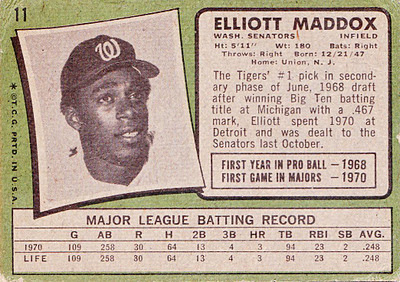 11
ELLIOTT MADDOX
WASH. SENATORS INFIELD
Ht: 5'11" Wt: 180 Bats: Right
Throws: Right Born: 12/21/47
Home: Union, N. J.
The Tigers' #1 pick in second-
ary phase of June, 1968 draft
after winning Big Ten batting
title at Michigan with a .467
mark, Elliott spent 1970 at
Detroit and was dealt to the
Senators last October.
FIRST YEAR IN PRO BALL — 1968
FIRST GAME IN MAJORS — 1970
W
* © T. C. G. PRTD. IN U. S. A.
MAJOR LEAGUE BATTING RECORD
G AB R H 2B 3B HR TR RBI SB AVG.
1970 109 258 30 64 13 4 3 94 24 2 .248
LIFE 109 258 30 64 13 4 3 94 24 2 .248